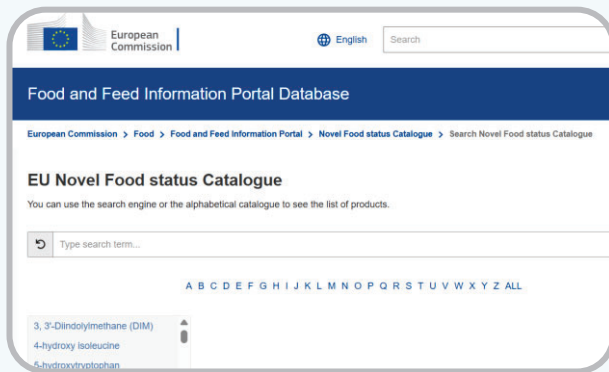 European
Commission
English
Search
Food and Feed Information Portal Database
European Commission > Food > Food and Feed Information Portal > Novel Food status Catalogue > Search Novel Food status Catalogue
EU Novel Food status Catalogue
You can use the search engine or the alphabetical catalogue to see the list of products.
Type search term...
A B C D E F G H I J K L M N O P Q R S T U V W X Y Z ALL
3, 3'-Diindolylmethane (DIM)
4-hydroxy isoleucine
5-hydroxytryptophan